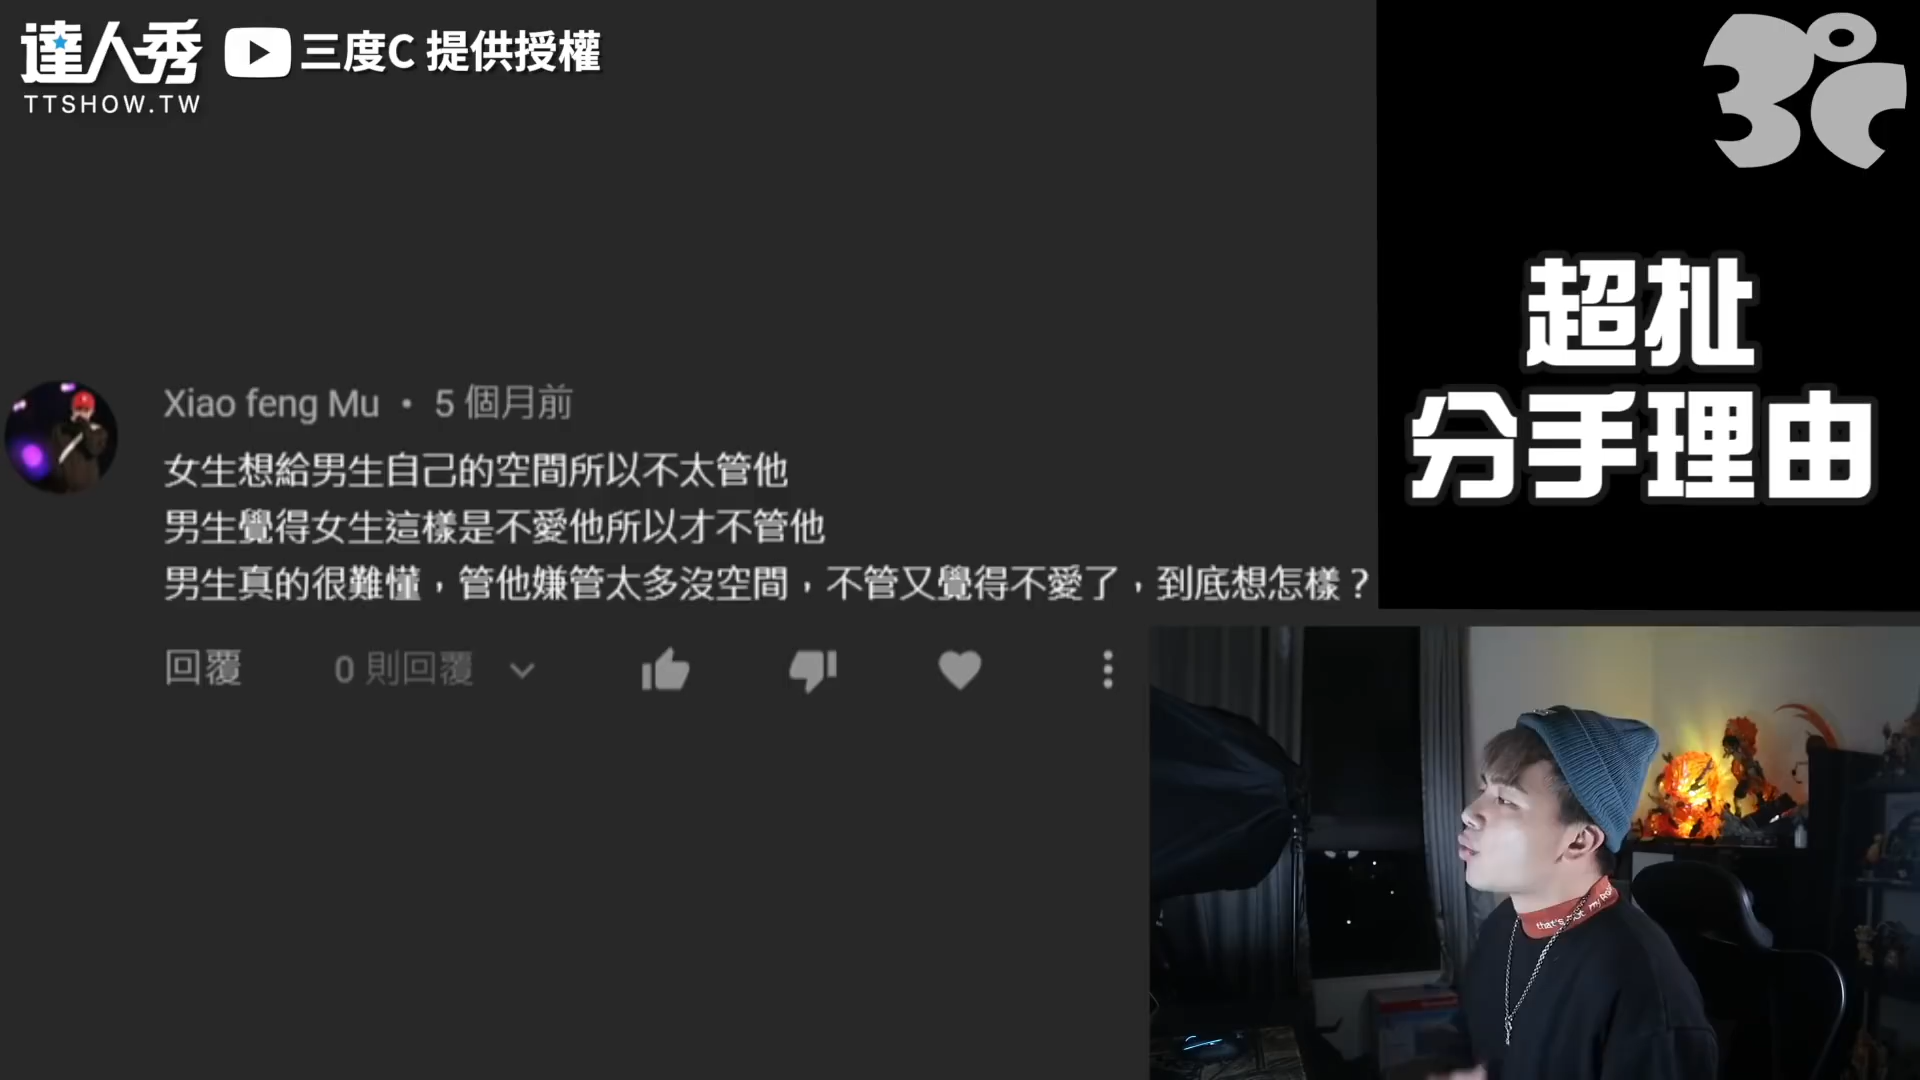 達人秀
TTSHOW.TW
三度C 提供授權
3°C
超扯
分手理由
Xiao feng Mu • 5 個月前
女生想給男生自己的空間所以不太管他
男生覺得女生這樣是不愛他所以才不管他
男生真的很難懂，管他嫌管太多沒空間，不管又覺得不愛了，到底想怎樣？
回覆
0 則回覆
that's not my